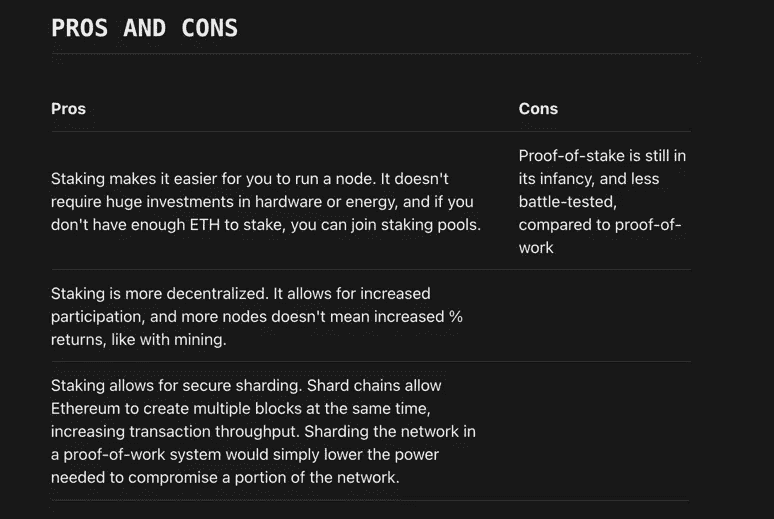 PROS AND CONS
Pros
Cons
Staking makes it easier for you to run a node. It doesn't
require huge investments in hardware or energy, and if you
don't have enough ETH to stake, you can join staking pools.
Proof-of-stake is still in
its infancy, and less
battle-tested,
compared to proof-of-
work
Staking is more decentralized. It allows for increased
participation, and more nodes doesn't mean increased %
returns, like with mining.
Staking allows for secure sharding. Shard chains allow
Ethereum to create multiple blocks at the same time,
increasing transaction throughput. Sharding the network in
a proof-of-work system would simply lower the power
needed to compromise a portion of the network.